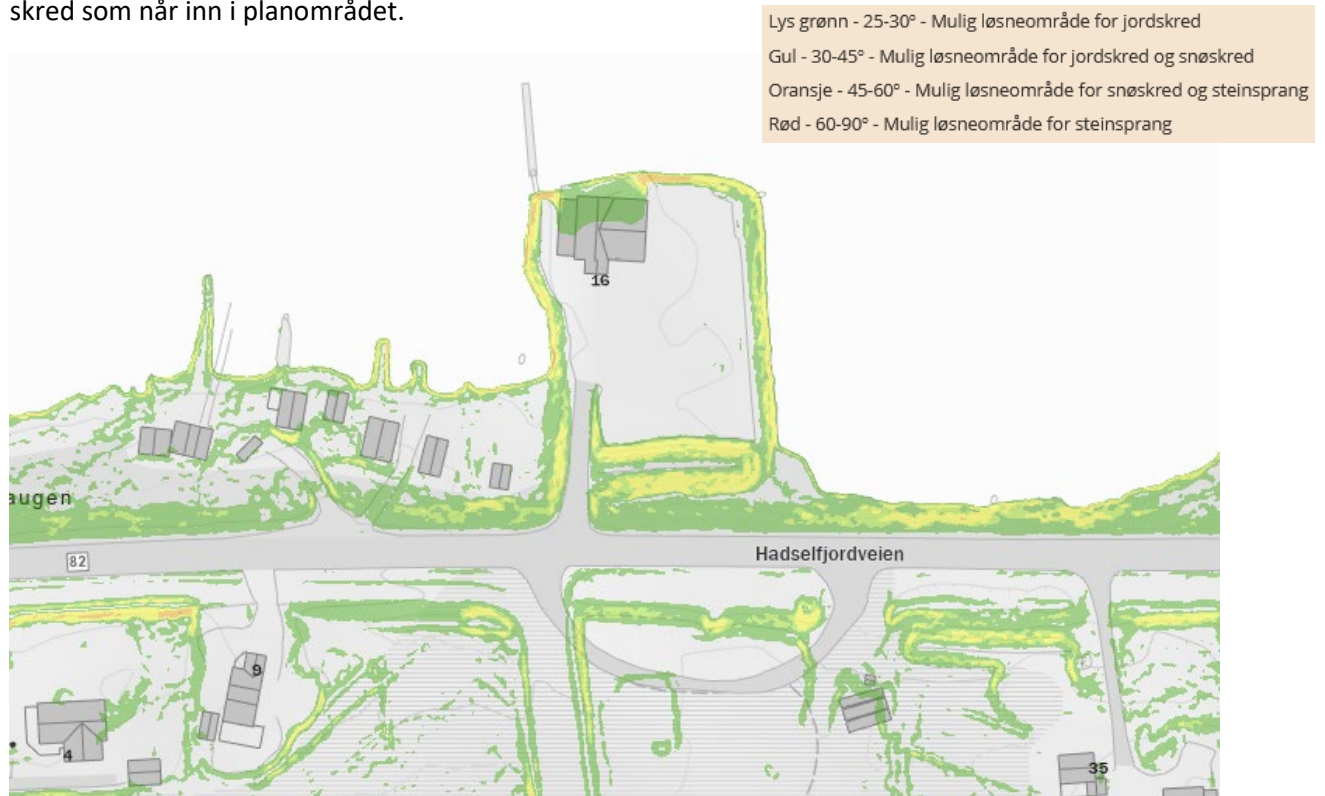 skred som når inn i planområdet.
Lys grønn - 25-30° - Mulig løsneområde for jordskred
Gul - 30-45° - Mulig løsneområde for jordskred og snøskred
Oransje - 45-60° - Mulig løsneområde for snøskred og steinsprang
Rød - 60-90° - Mulig løsneområde for steinsprang
16
augen
82
Hadselfjordveien
9
4
35